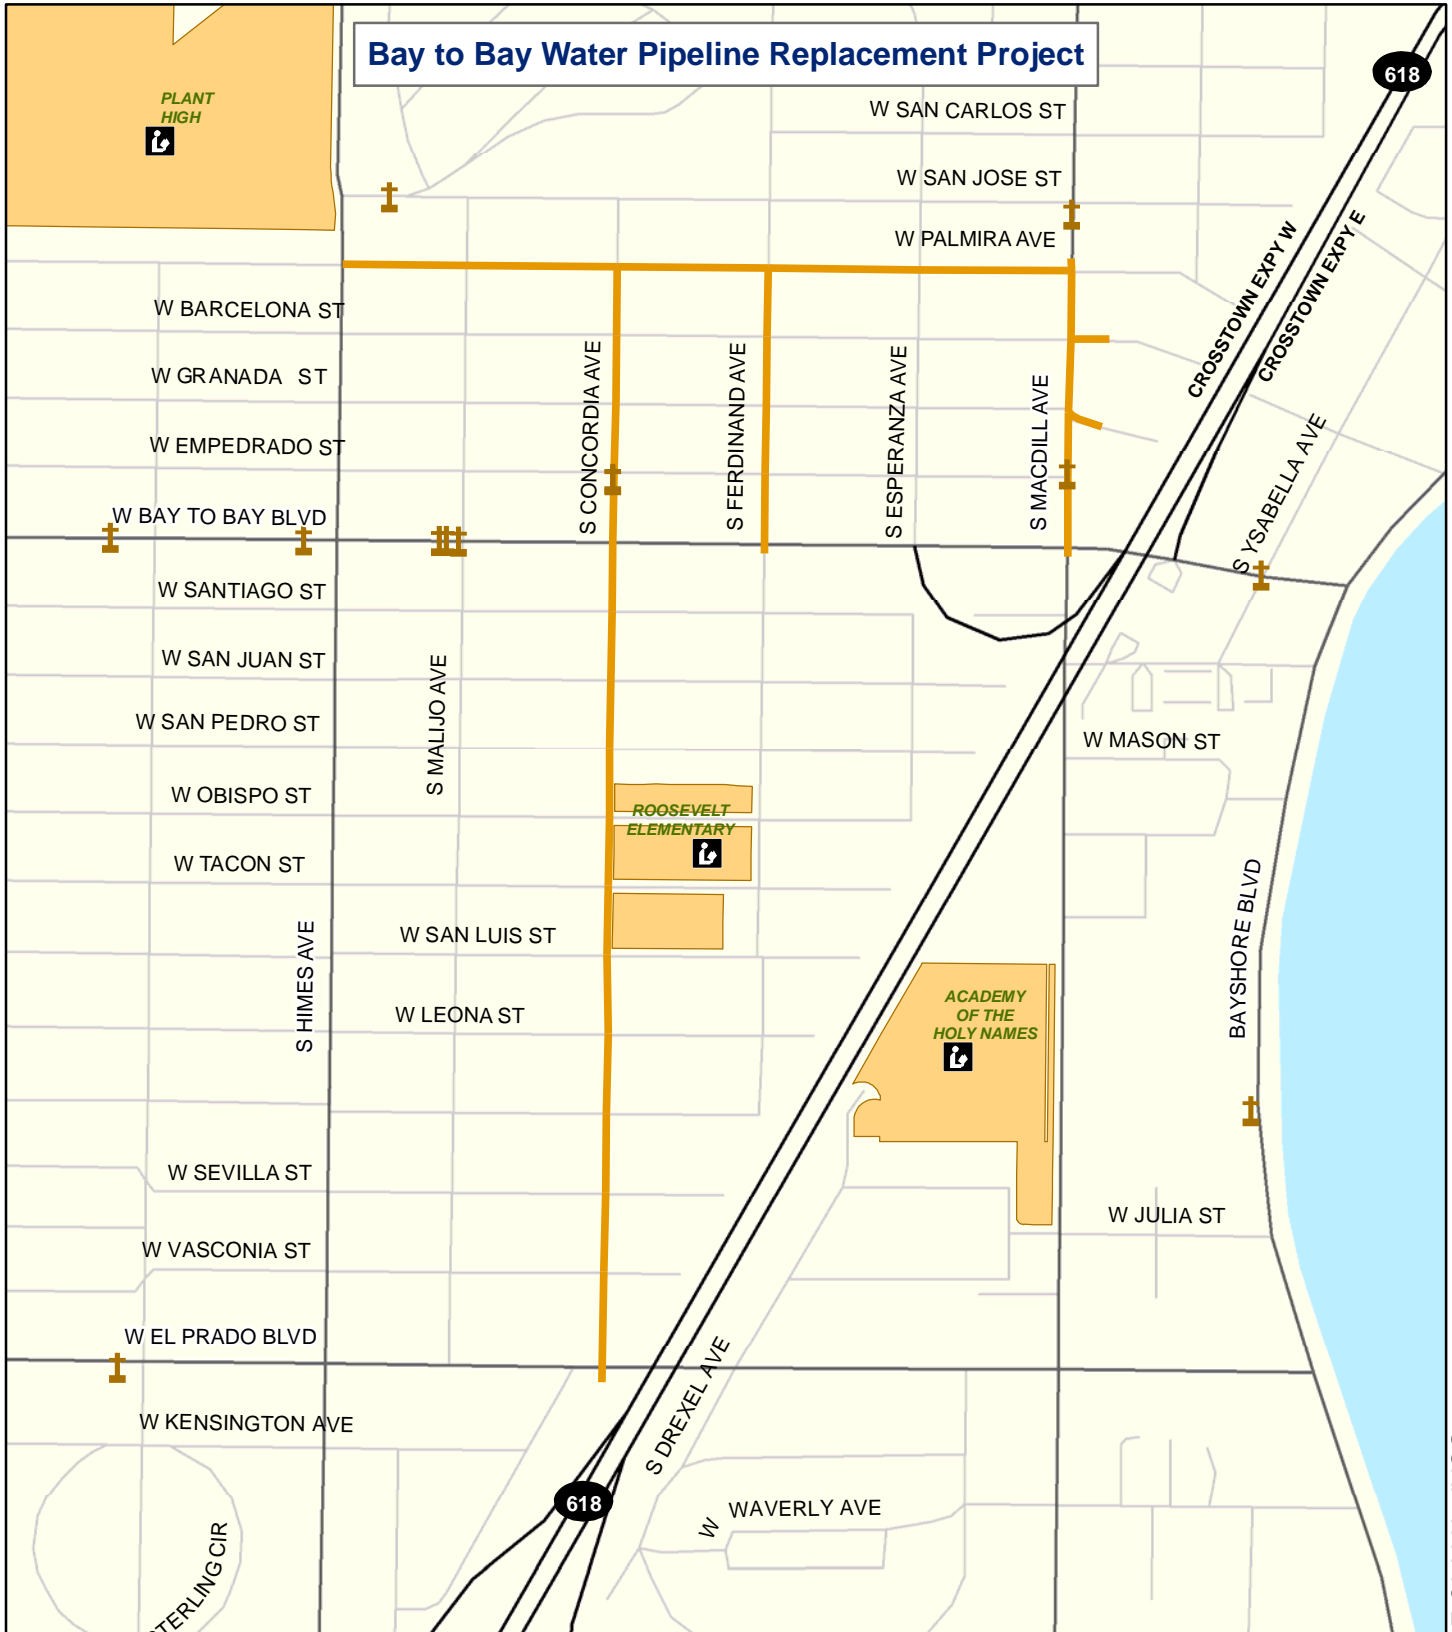 Bay to Bay Water Pipeline Replacement Project
618
PLANT
HIGH
W SAN CARLOS ST
W SAN JOSE ST
W PALMIRA AVE
CROSSTOWN EXPY W
CROSSTOWN EXPY E
W BARCELONA ST
W GRANADA ST
W EMPEDRADO ST
S CONCORDIA AVE
S FERDINAND AVE
S ESPERANZA AVE
S MACDILL AVE
S YSABELLA AVE
W BAY TO BAY BLVD
W SANTIAGO ST
W SAN JUAN ST
S MALIJO AVE
W SAN PEDRO ST
W MASON ST
W OBISPO ST
ROOSEVELT
ELEMENTARY
W TACON ST
BAYSHORE BLVD
S HIMES AVE
W SAN LUIS ST
W LEONA ST
ACADEMY
OF THE
HOLY NAMES
W SEVILLA ST
W JULIA ST
W VASCONIA ST
W EL PRADO BLVD
S DREXEL AVE
W KENSINGTON AVE
618
W WAVERLY AVE
TERLING CIR